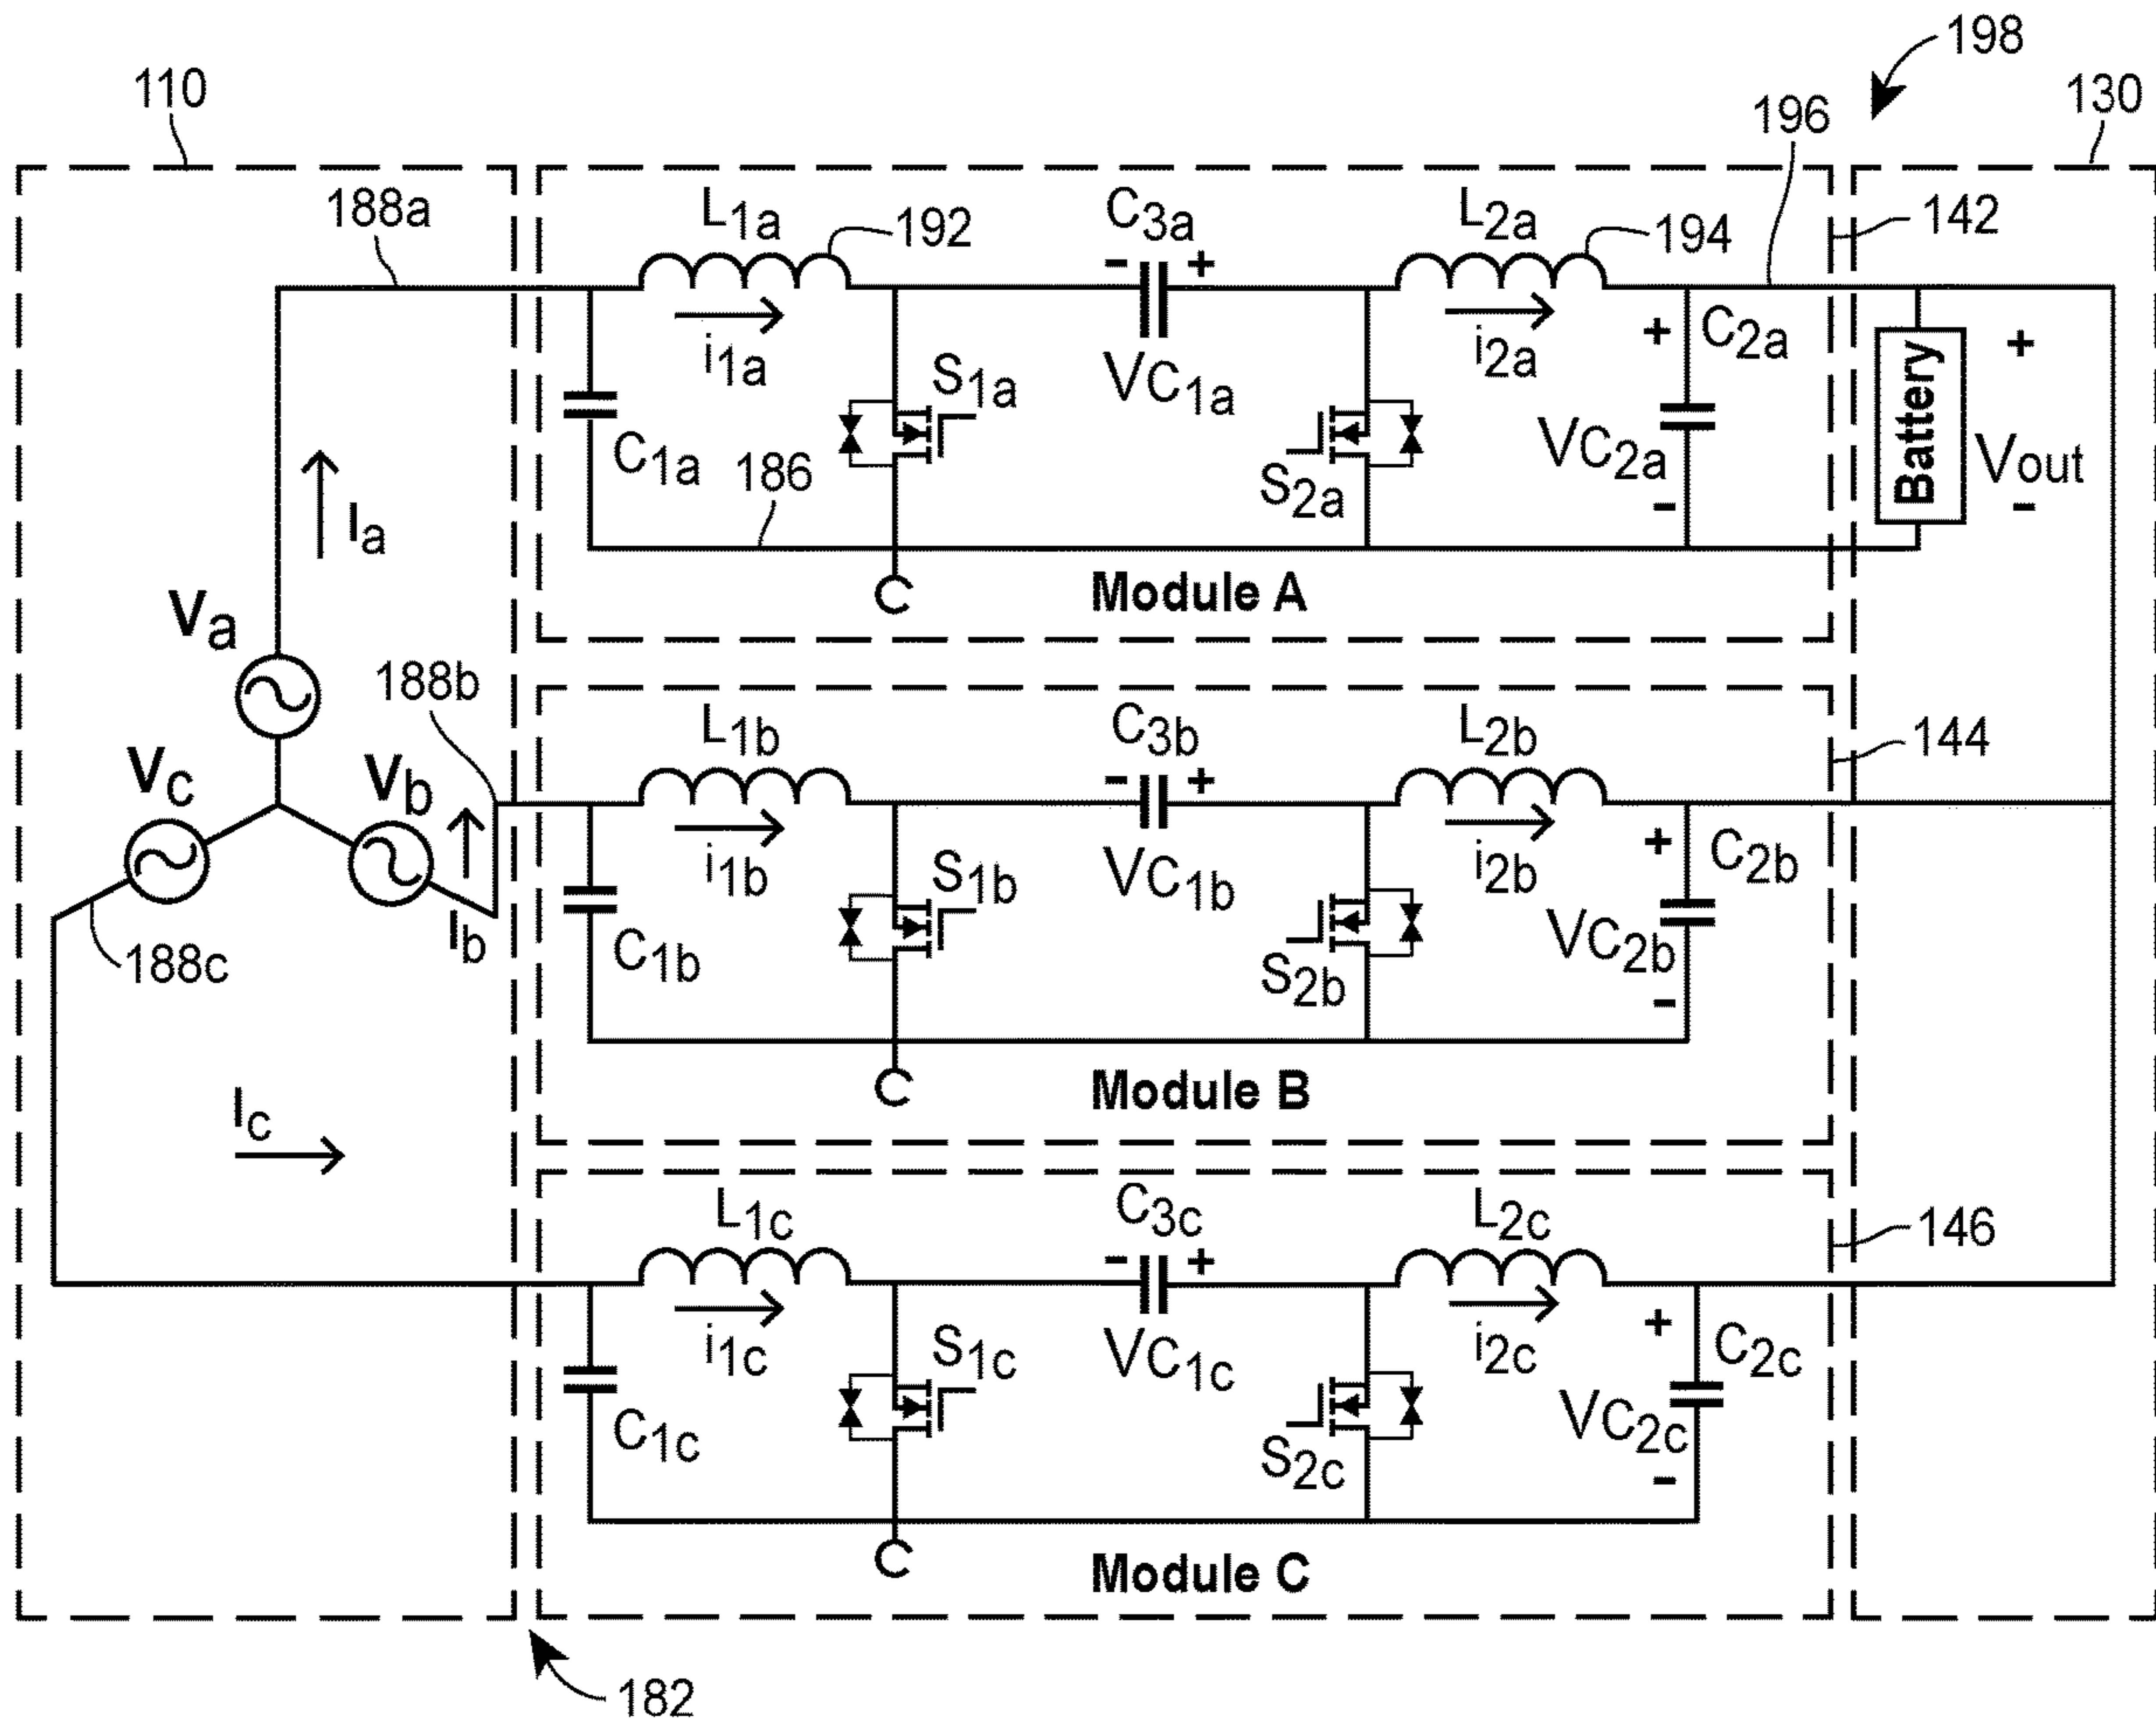 198
110
130
196
188a
L1a
192
C3a
L2a
194
142
- +
i1a
S1a
VC1a
i2a
+
C2a
Battery
+
C1a
186
S2a
VC2a
Vout
-
-
Ia
C
Module A
Va
188b
L1b
C3b
L2b
144
Vc
Vb
- +
i1b
S1b
VC1b
i2b
+
C2b
188c
Ib
C1b
S2b
VC2b
-
C
Module B
Ic
L1c
C3c
L2c
146
- +
i1c
S1c
VC1c
i2c
+
C2c
C1c
S2c
VC2c
-
C
Module C
182